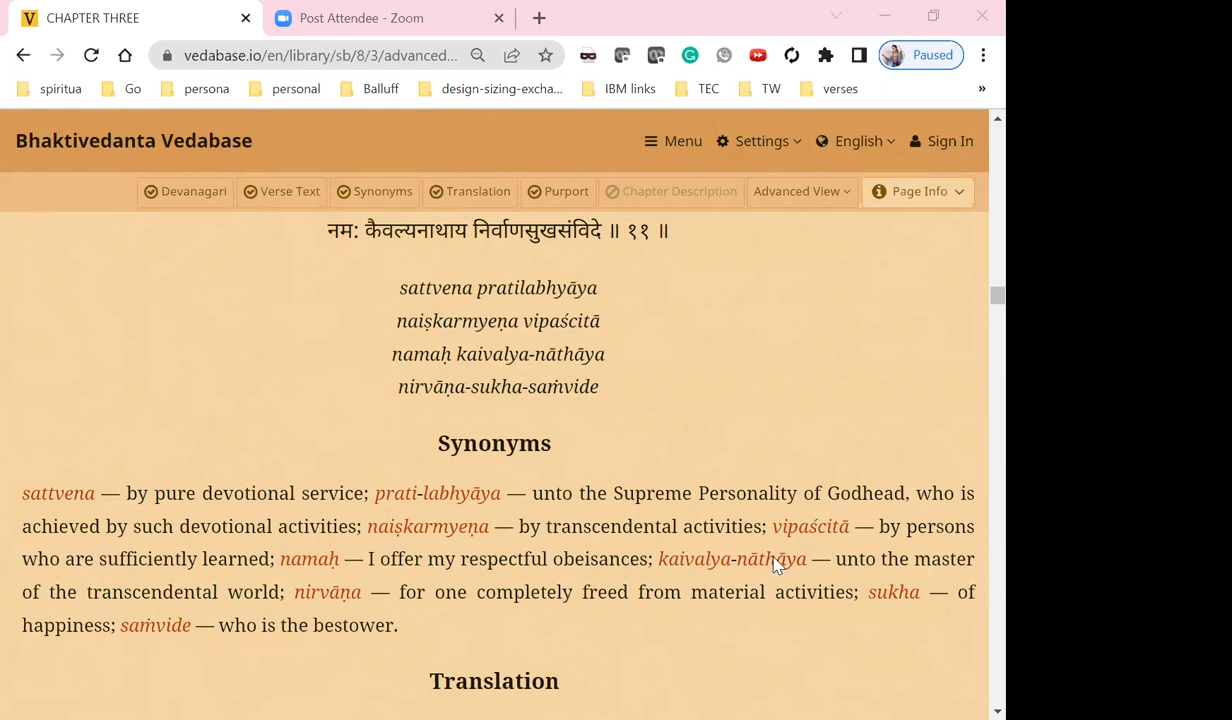 CHAPTER THREE
Post Attendee - Zoom
vedabase.io/en/library/sb/8/3/advanced...
Paused
spiritua
Go
persona
personal
Balluff
design-sizing-excha...
IBM links
TEC
TW
verses
»
Bhaktivedanta Vedabase
Menu
Settings
English
Sign In
Devanagari
Verse Text
Synonyms
Translation
Purport
Chapter Description
Advanced View
Page Info
नम: कैवल्यनाथाय निर्वाणसुखसंविदे ॥ ११ ॥
sattvena pratilabhyāya
naiṣkarmyeṇa vipaścitā
namaḥ kaivalya-nāthāya
nirvāṇa-sukha-saṁvide
Synonyms
sattvena — by pure devotional service; prati-labhyāya — unto the Supreme Personality of Godhead, who is
achieved by such devotional activities; naiṣkarmyeṇa — by transcendental activities; vipaścitā — by persons
who are sufficiently learned; namaḥ — I offer my respectful obeisances; kaivalya-nāthāya — unto the master
of the transcendental world; nirvāṇa — for one completely freed from material activities; sukha — of
happiness; saṁvide — who is the bestower.
Translation